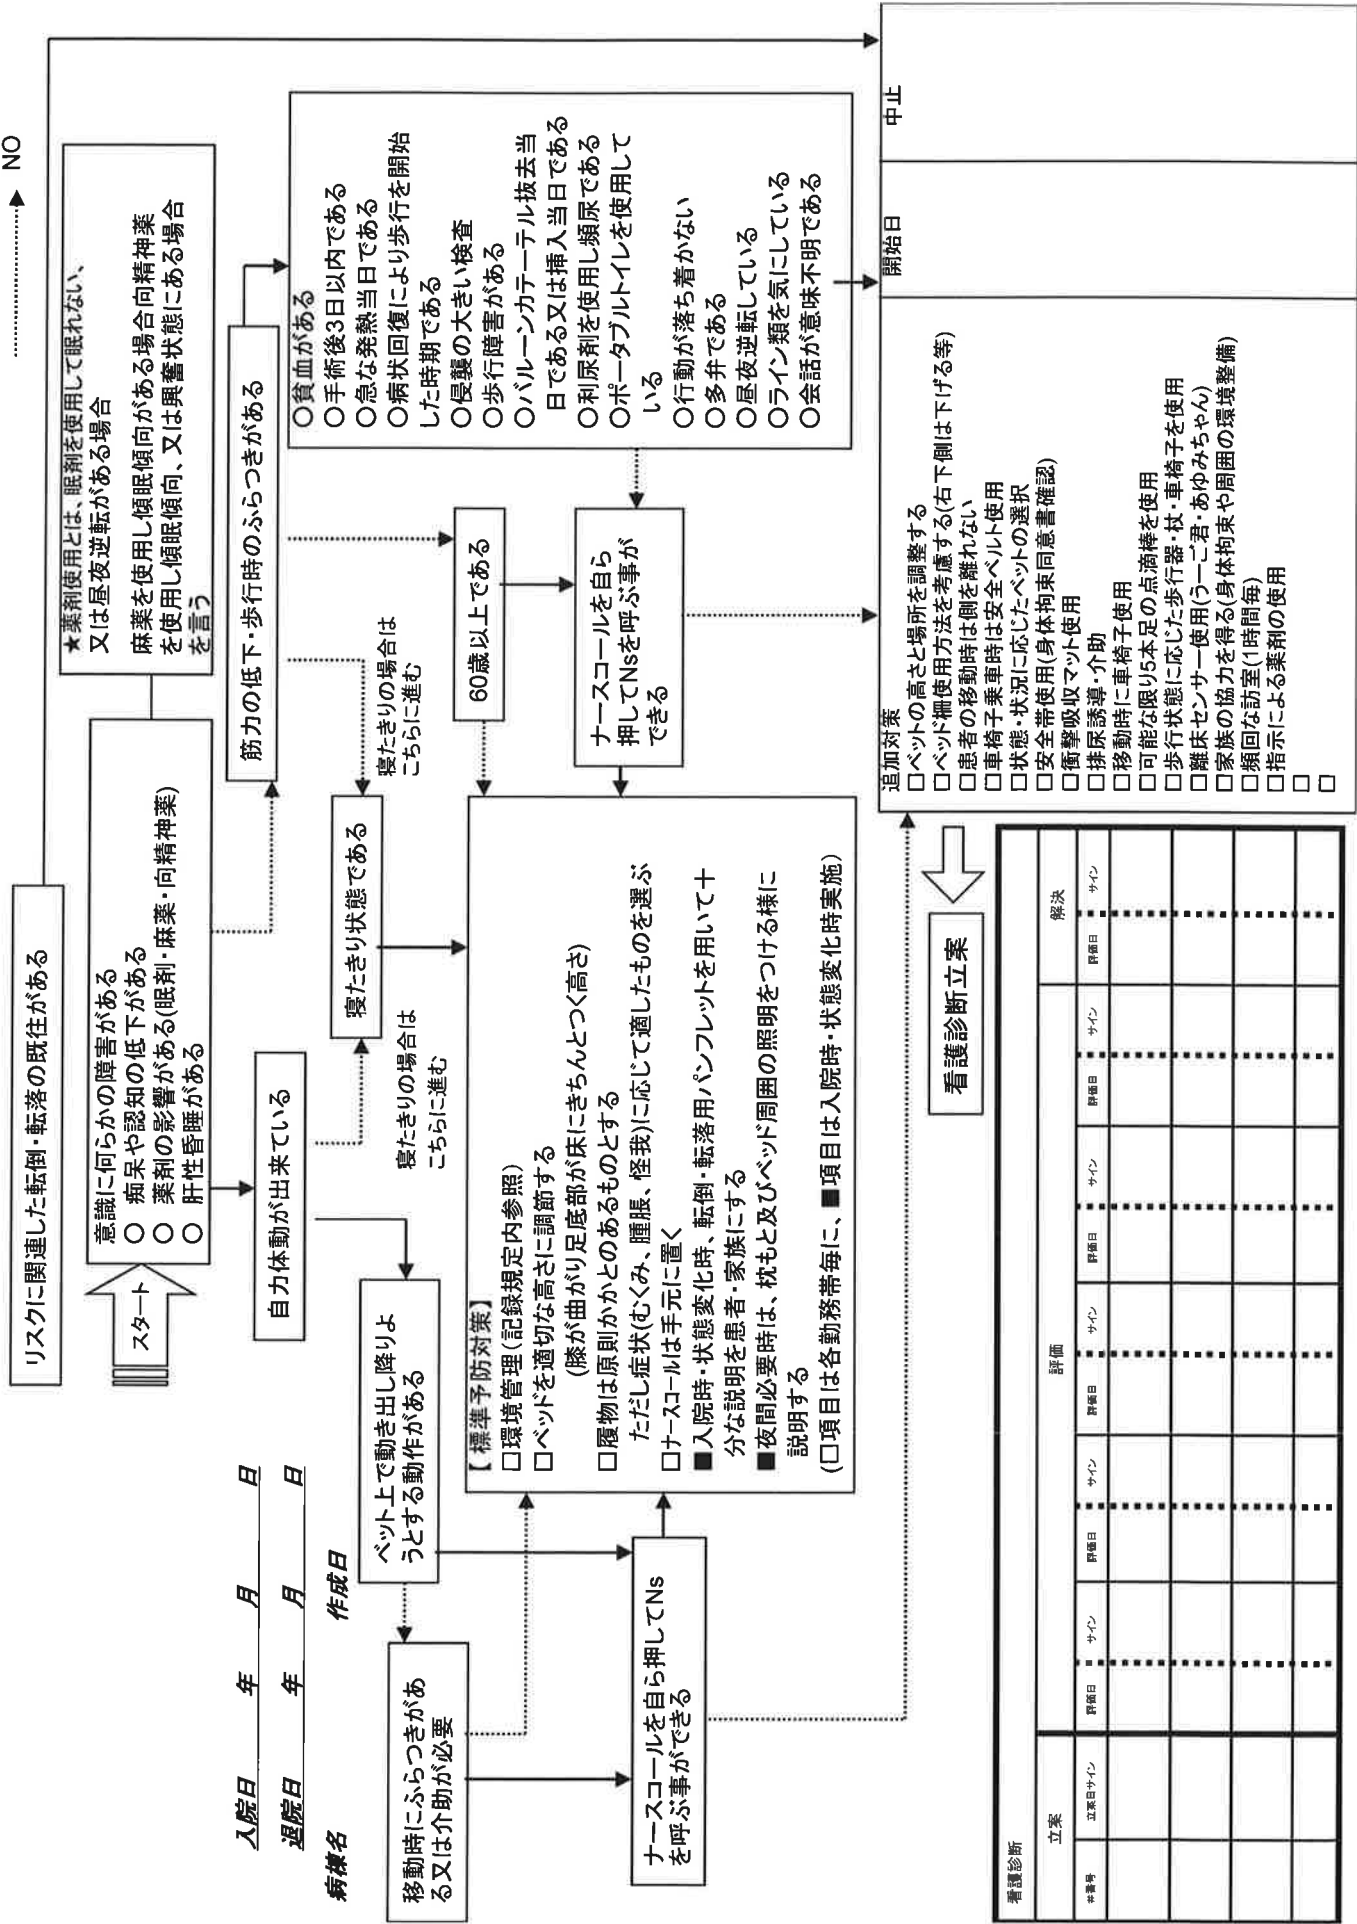 NO
リスクに関連した転倒・転落の既往がある
スタート
意識に何らかの障害がある
○ 痴呆や認知の低下がある
○ 薬剤の影響がある(眠剤・麻薬・向精神薬)
○ 肝性昏睡がある
★薬剤使用とは、眠剤を使用して眠れない、
又は昼夜逆転がある場合
麻薬を使用し傾眠傾向がある場合向精神薬
を使用し傾眠傾向、又は興奮状態にある場合
を言う
入院日 年 月 日
退院日 年 月 日
病棟名 作成日
自力体動が出来ている
筋力の低下・歩行時のふらつきがある
寝たきり状態である
寝たきりの場合は
こちらに進む
寝たきりの場合は
こちらに進む
ベット上で動き出し降りよ
うとする動作がある
移動時にふらつきがあ
る又は介助が必要
60歳以上である
○貧血がある
○手術後3日以内である
○急な発熱当日である
○病状回復により歩行を開始
した時期である
○侵襲の大きい検査
○歩行障害がある
○バルーンカテーテル抜去当
日である又は挿入当日である
○利尿剤を使用し頻尿である
○ポータブルトイレを使用して
いる
○行動が落ち着かない
○多弁である
○昼夜逆転している
○ライン類を気にしている
○会話が意味不明である
ナースコールを自ら
押してNsを呼ぶ事が
できる
ナースコールを自ら押してNs
を呼ぶ事ができる
【標準予防対策】
□環境管理(記録規定内参照)
□ベッドを適切な高さに調節する
(膝が曲がり足底部が床にきちんとつく高さ)
□履物は原則かかとのあるものとする
ただし症状(むくみ、腫脹、怪我)に応じて適したものを選ぶ
□ナースコールは手元に置く
■入院時・状態変化時、転倒・転落用パンフレットを用いて十
分な説明を患者・家族にする
■夜間必要時は、枕もと及びベッド周囲の照明をつける様に
説明する
(□項目は各勤務帯毎に、■項目は入院時・状態変化時実施)
追加対策 開始日 中止
□ベットの高さと場所を調整する
□ベッド柵使用方法を考慮する(右下側は下げる等)
□患者の移動時は側を離れない
□車椅子乗車時は安全ベルト使用
□状態・状況に応じたベットの選択
□安全帯使用(身体拘束同意書確認)
□衝撃吸収マット使用
□排尿誘導・介助
□移動時に車椅子使用
□可能な限り5本足の点滴棒を使用
□歩行状態に応じた歩行器・杖・車椅子を使用
□離床センサー使用(うーご君・あゆみちゃん)
□家族の協力を得る(身体拘束や周囲の環境整備)
□頻回な訪室(1時間毎)
□指示による薬剤の使用
□
□
看護診断立案
看護診断
立案 評価 解決
#番号 立案日サイン 評価日 サイン 評価日 サイン 評価日 サイン 評価日 サイン 評価日 サイン 評価日 サイン